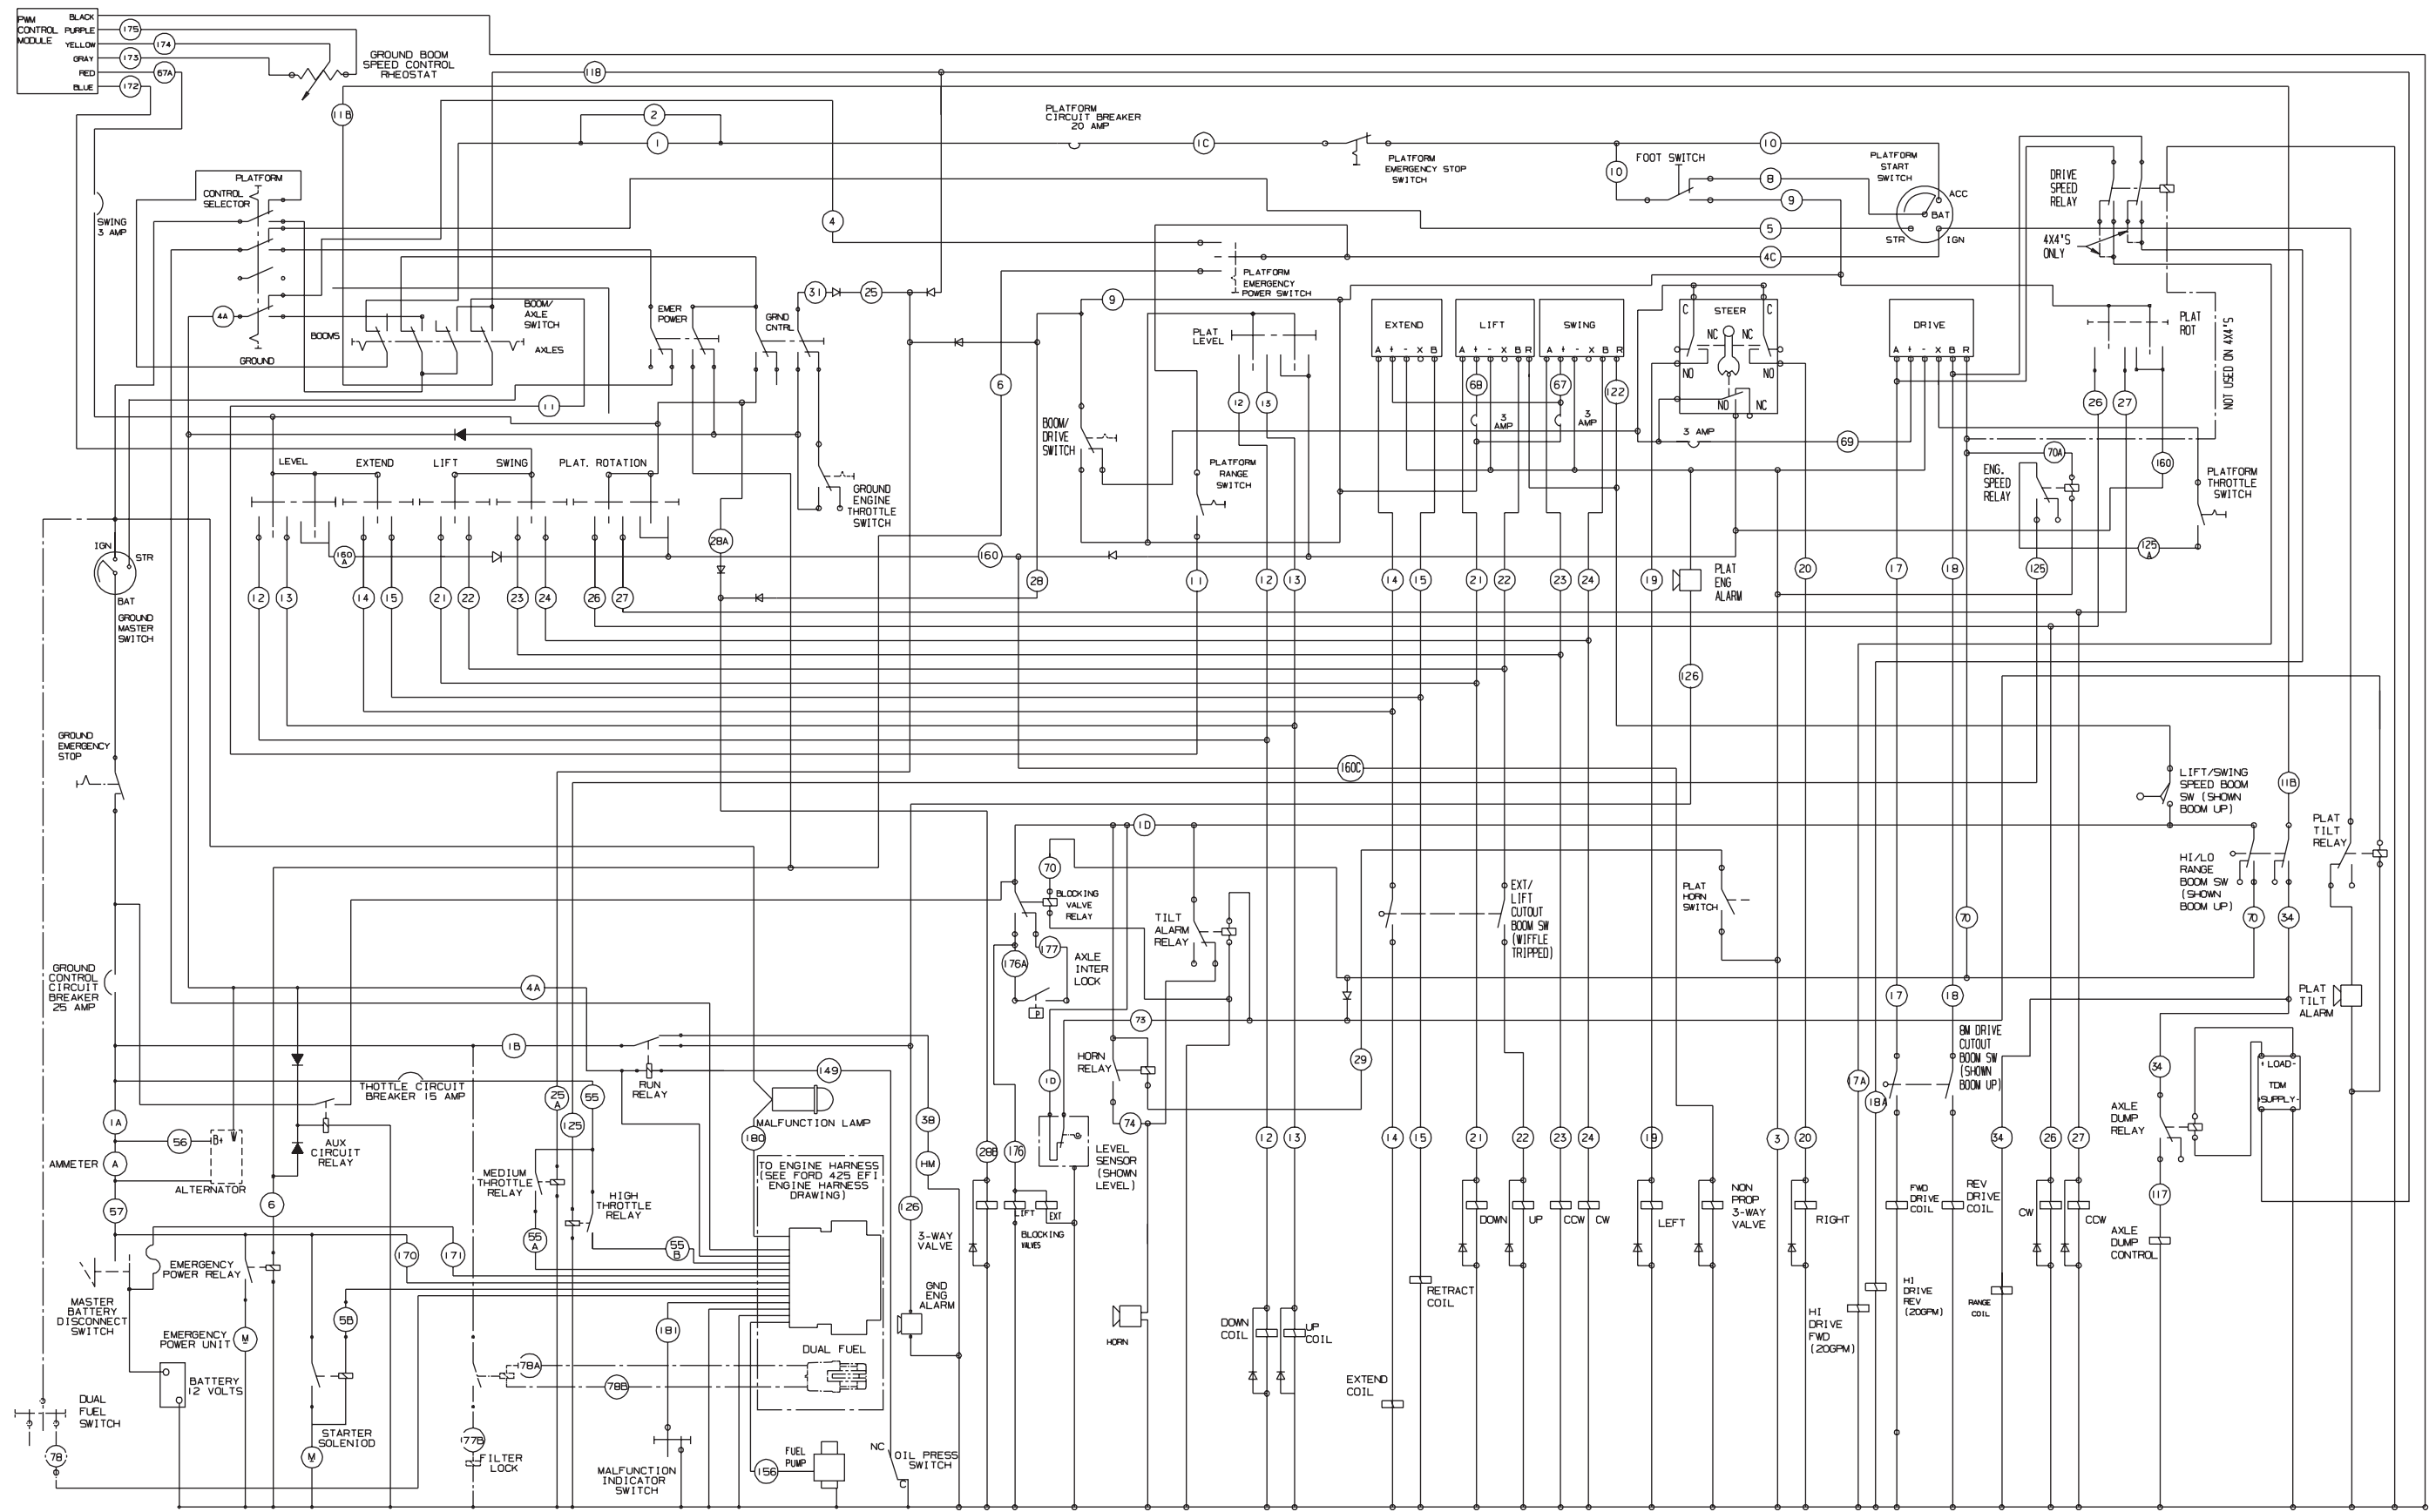 PWM
CONTROL
MODULE
BLACK
PURPLE
YELLOW
GRAY
RED
BLUE
175
174
173
67A
172
GROUND BOOM
SPEED CONTROL
RHEOSTAT
11B
11B
2
1
PLATFORM
CIRCUIT BREAKER
20 AMP
1C
PLATFORM
EMERGENCY STOP
SWITCH
10
10
FOOT SWITCH
8
9
PLATFORM
START
SWITCH
ACC
BAT
STR
IGN
5
4C
DRIVE
SPEED
RELAY
4X4'S
ONLY
SWING
3 AMP
PLATFORM
CONTROL
SELECTOR
4A
GROUND
4
BOOMS
BOOM/
AXLE
SWITCH
AXLES
EMER
POWER
GRND
CNTRL
31
25
PLATFORM
EMERGENCY
POWER SWITCH
9
PLAT
LEVEL
EXTEND
A + - X B
LIFT
A + - X B R
SWING
A + - X B R
C
STEER
C
NC
NC
NO
NO
NO
NC
DRIVE
A + - X B R
PLAT
ROT
NOT USED ON 4X4'S
6
11
12
13
68
67
122
3
AMP
3
AMP
3 AMP
69
26
27
BOOM/
DRIVE
SWITCH
LEVEL
EXTEND
LIFT
SWING
PLAT. ROTATION
GROUND
ENGINE
THROTTLE
SWITCH
PLATFORM
RANGE
SWITCH
ENG.
SPEED
RELAY
70A
160
PLATFORM
THROTTLE
SWITCH
125
A
IGN
STR
BAT
GROUND
MASTER
SWITCH
160
A
28A
160
28
11
12
13
14
15
21
22
23
24
19
PLAT
ENG
ALARM
20
17
18
125
12
13
14
15
21
22
23
24
26
27
126
GROUND
EMERGENCY
STOP
160C
LIFT/SWING
SPEED BOOM
SW (SHOWN
BOOM UP)
11B
PLAT
TILT
RELAY
1D
HI/LO
RANGE
BOOM SW
(SHOWN
BOOM UP)
70
BLOCKING
VALVE
RELAY
TILT
ALARM
RELAY
EXT/
LIFT
CUTOUT
BOOM SW
(WIFFLE
TRIPPED)
PLAT
HORN
SWITCH
70
70
34
176A
177
AXLE
INTER
LOCK
P
GROUND
CONTROL
CIRCUIT
BREAKER
25 AMP
4A
73
17
18
PLAT
TILT
ALARM
1B
RUN
RELAY
149
HORN
RELAY
29
8M DRIVE
CUTOUT
BOOM SW
(SHOWN
BOOM UP)
THOTTLE CIRCUIT
BREAKER 15 AMP
25
A
55
125
MALFUNCTION LAMP
38
1D
74
17A
18A
34
+ LOAD-
TDM
+SUPPLY-
AXLE
DUMP
RELAY
1A
56
B+
AMMETER
A
ALTERNATOR
AUX
CIRCUIT
RELAY
180
HM
28B
176
LEVEL
SENSOR
(SHOWN
LEVEL)
12
13
14
15
21
22
23
24
19
3
20
34
26
27
57
6
MEDIUM
THROTTLE
RELAY
HIGH
THROTTLE
RELAY
TO ENGINE HARNESS
(SEE FORD 425 EFI
ENGINE HARNESS
DRAWING)
126
LIFT
EXT
BLOCKING
VALVES
3-WAY
VALVE
DOWN
UP
CCW
CW
LEFT
NON
PROP
3-WAY
VALVE
RIGHT
FWD
DRIVE
COIL
REV
DRIVE
COIL
CW
CCW
117
AXLE
DUMP
CONTROL
170
171
55
A
55
B
EMERGENCY
POWER RELAY
MASTER
BATTERY
DISCONNECT
SWITCH
5B
EMERGENCY
POWER UNIT
M
181
GND
ENG
ALARM
HORN
DOWN
COIL
UP
COIL
RETRACT
COIL
HI
DRIVE
FWD
(20GPM)
HI
DRIVE
REV
(20GPM)
RANGE
COIL
DUAL FUEL
BATTERY
12 VOLTS
78A
78B
EXTEND
COIL
DUAL
FUEL
SWITCH
STARTER
SOLENIOD
M
78
77B
FILTER
LOCK
MALFUNCTION
INDICATOR
SWITCH
FUEL
PUMP
156
NC
OIL PRESS
SWITCH
C